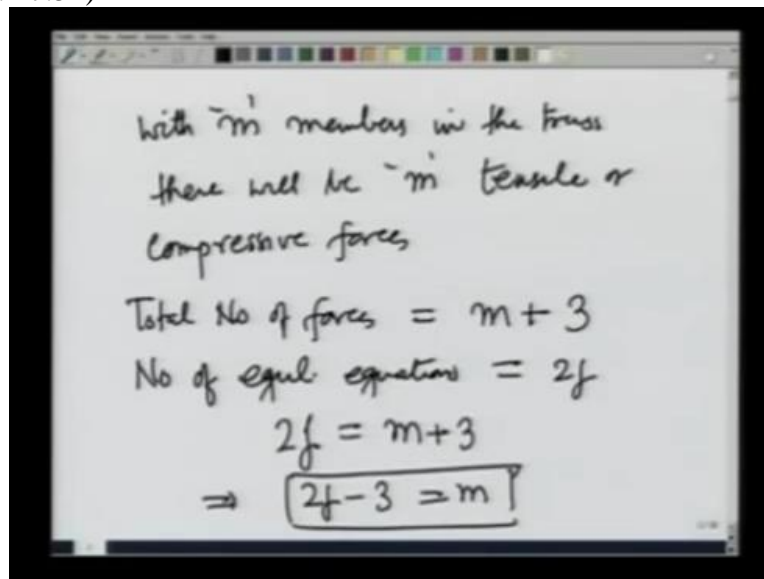 with "m" members in the truss
there will be "m" tensile or
compressive forces
Total No of forces = m + 3
No of equl. equations = 2j
2j = m+3
⇒ 2j-3 = m